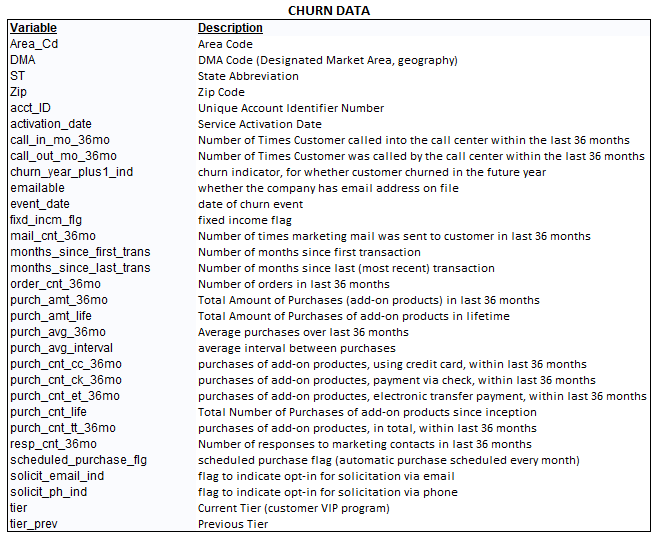 CHURN DATA
Variable Description
Area_Cd Area Code
DMA DMA Code (Designated Market Area, geography)
ST State Abbreviation
Zip Zip Code
acct_ID Unique Account Identifier Number
activation_date Service Activation Date
call_in_mo_36mo Number of Times Customer called into the call center within the last 36 months
call_out_mo_36mo Number of Times Customer was called by the call center within the last 36 months
churn_year_plus1_ind churn indicator, for whether customer churned in the future year
emailable whether the company has email address on file
event_date date of churn event
fixd_incm_flg fixed income flag
mail_cnt_36mo Number of times marketing mail was sent to customer in last 36 months
months_since_first_trans Number of months since first transaction
months_since_last_trans Number of months since last (most recent) transaction
order_cnt_36mo Number of orders in last 36 months
purch_amt_36mo Total Amount of Purchases (add-on products) in last 36 months
purch_amt_life Total Amount of Purchases of add-on products in lifetime
purch_avg_36mo Average purchases over last 36 months
purch_avg_interval average interval between purchases
purch_cnt_cc_36mo purchases of add-on productes, using credit card, within last 36 months
purch_cnt_ck_36mo purchases of add-on productes, payment via check, within last 36 months
purch_cnt_et_36mo purchases of add-on productes, electronic transfer payment, within last 36 months
purch_cnt_life Total Number of Purchases of add-on products since inception
purch_cnt_tt_36mo purchases of add-on productes, in total, within last 36 months
resp_cnt_36mo Number of responses to marketing contacts in last 36 months
scheduled_purchase_flg scheduled purchase flag (automatic purchase scheduled every month)
solicit_email_ind flag to indicate opt-in for solicitation via email
solicit_ph_ind flag to indicate opt-in for solicitation via phone
tier Current Tier (customer VIP program)
tier_prev Previous Tier